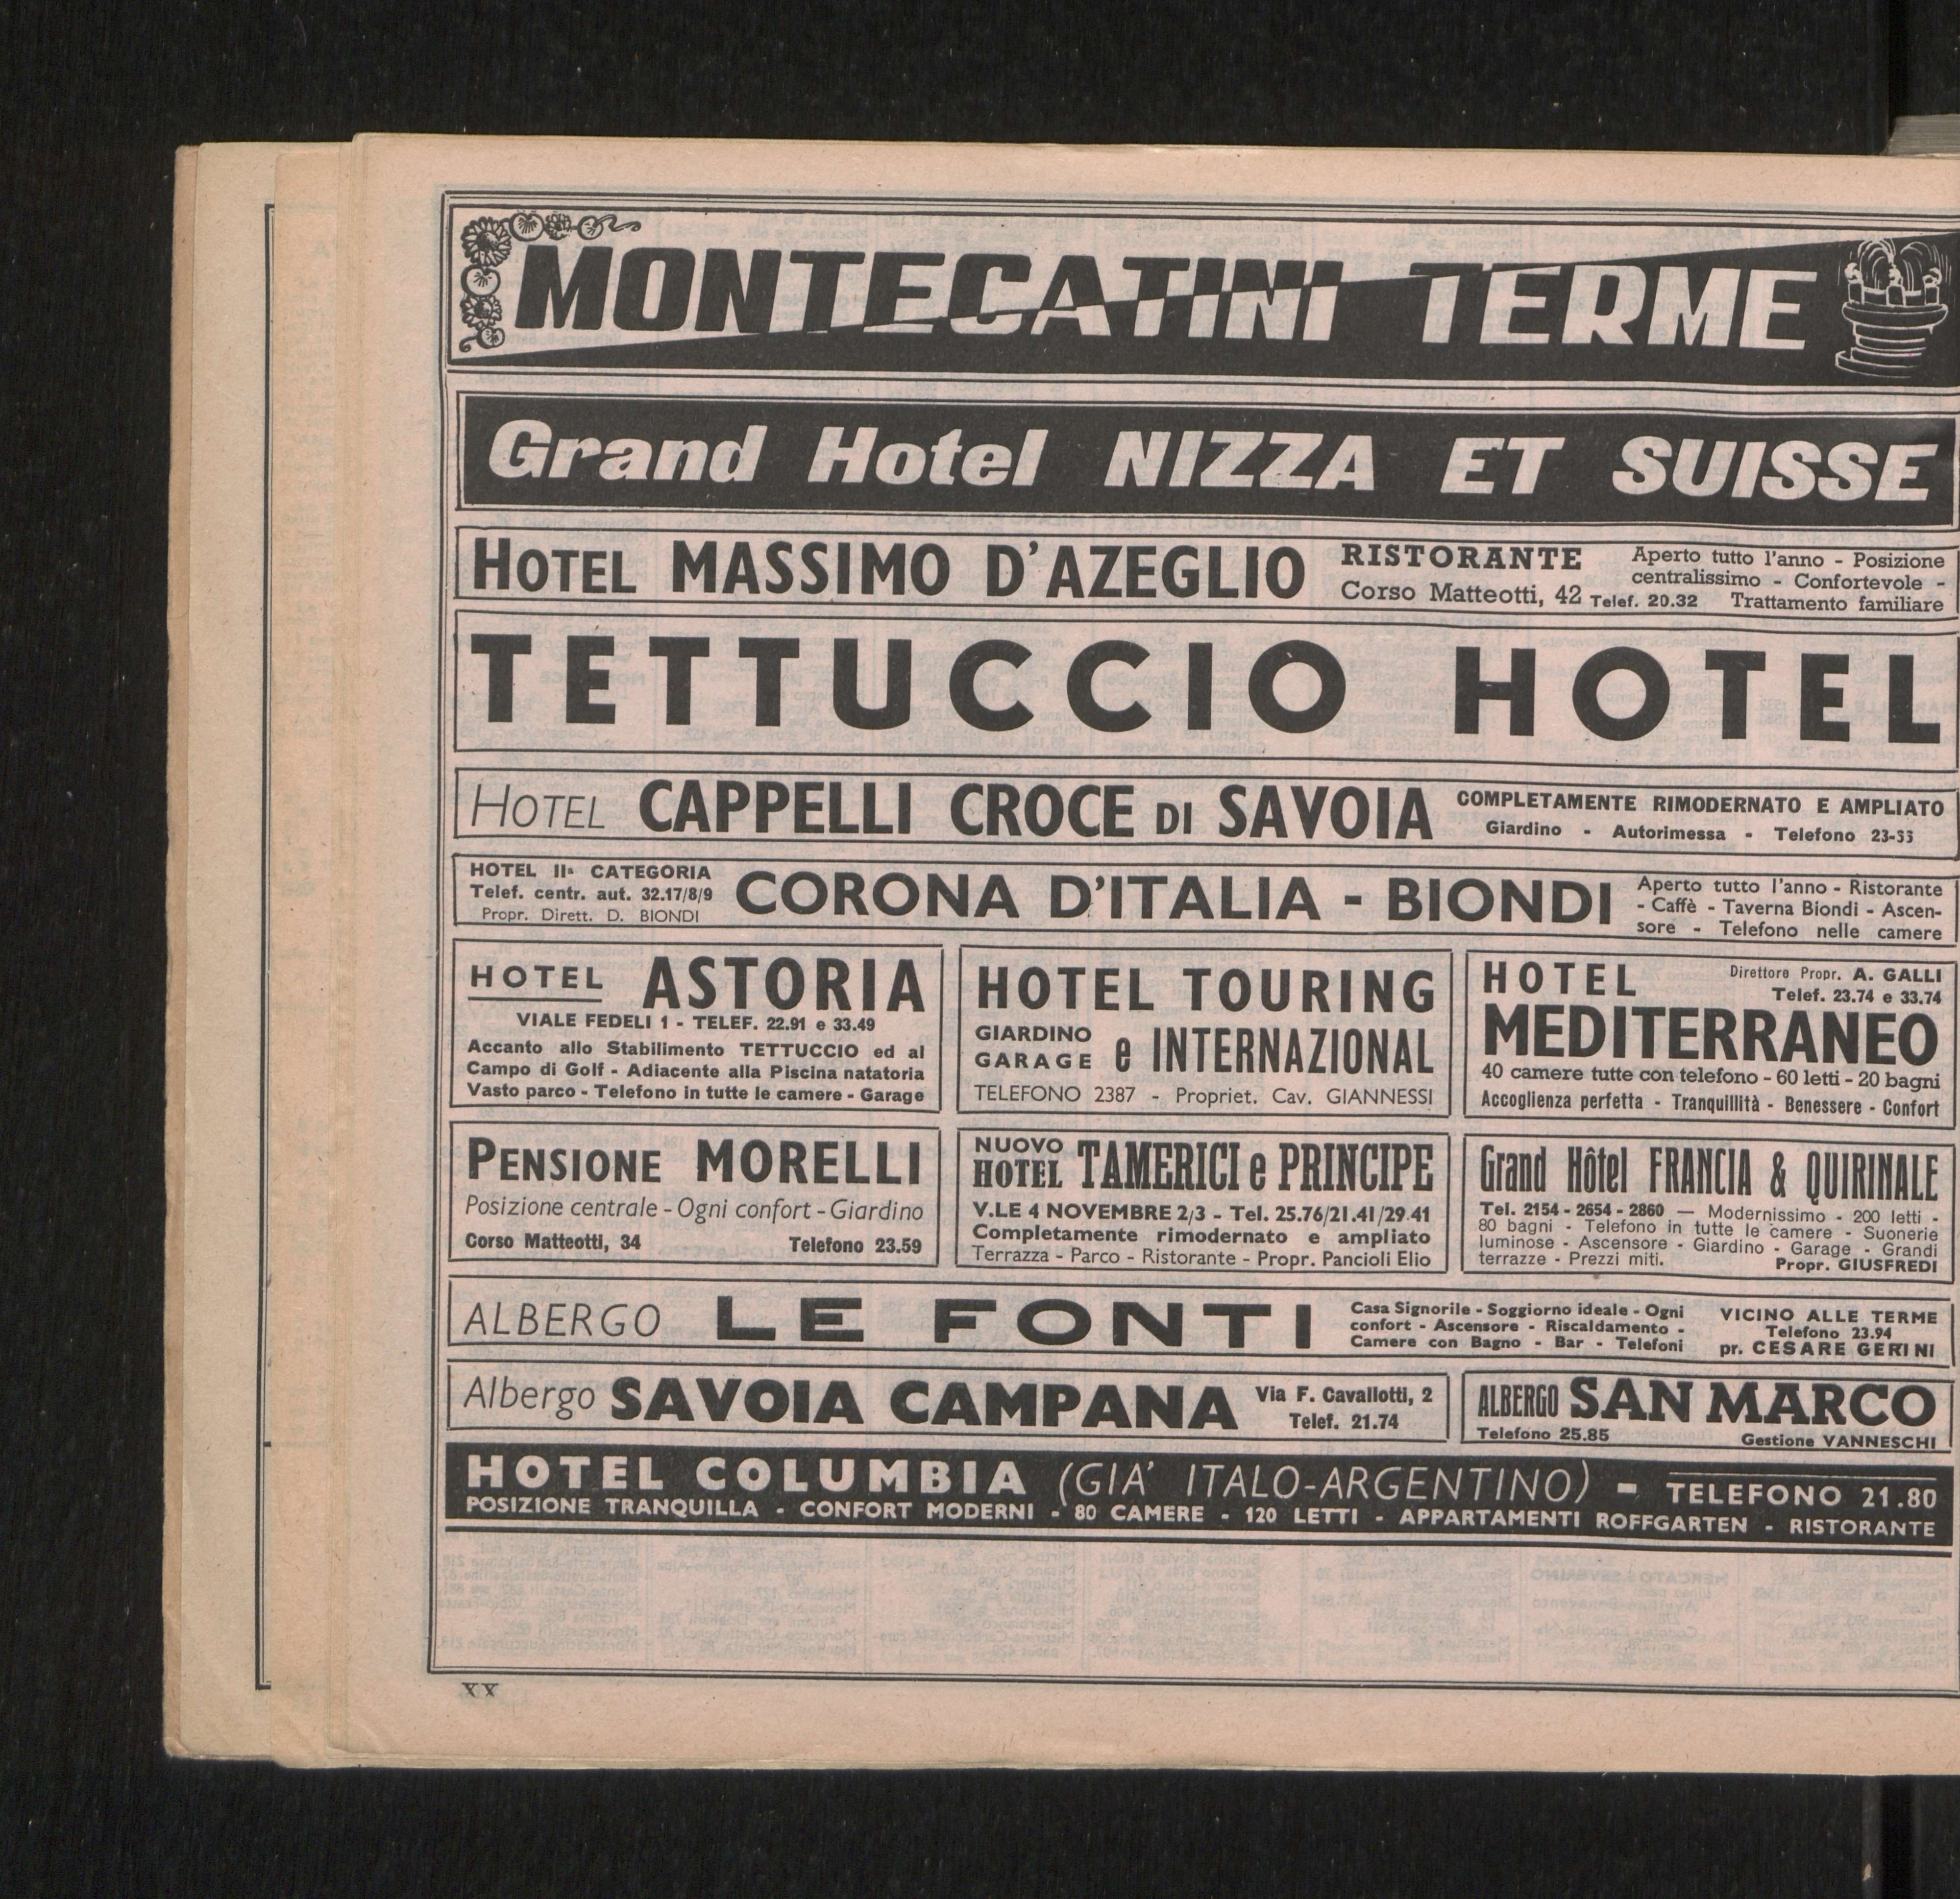 MONTECATINI TERME
Grand Hotel NIZZA ET SUISSE
HOTEL MASSIMO D'AZEGLIO
RISTORANTE
Corso Matteotti, 42 Telef. 20.32
Aperto tutto l'anno - Posizione
centralissimo - Confortevole -
Trattamento familiare
TETTUCCIO HOTEL
HOTEL CAPPELLI CROCE DI SAVOIA
COMPLETAMENTE RIMODERNATO E AMPLIATO
Giardino - Autorimessa - Telefono 23-33
HOTEL IIa CATEGORIA
Telef. centr. aut. 32.17/8/9
Propr. Dirett. D. BIONDI
CORONA D'ITALIA - BIONDI
Aperto tutto l'anno - Ristorante
- Caffè - Taverna Biondi - Ascen-
sore - Telefono nelle camere
HOTEL ASTORIA
VIALE FEDELI 1 - TELEF. 22.91 e 33.49
Accanto allo Stabilimento TETTUCCIO ed al
Campo di Golf - Adiacente alla Piscina natatoria
Vasto parco - Telefono in tutte le camere - Garage
HOTEL TOURING
GIARDINO
GARAGE e INTERNAZIONAL
TELEFONO 2387 - Propriet. Cav. GIANNESSI
HOTEL
Direttore Propr. A. GALLI
Telef. 23.74 e 33.74
MEDITERRANEO
40 camere tutte con telefono - 60 letti - 20 bagni
Accoglienza perfetta - Tranquillità - Benessere - Confort
PENSIONE MORELLI
Posizione centrale - Ogni confort - Giardino
Corso Matteotti, 34 Telefono 23.59
NUOVO
HOTEL TAMERICI e PRINCIPE
V.LE 4 NOVEMBRE 2/3 - Tel. 25.76/21.41/29.41
Completamente rimodernato e ampliato
Terrazza - Parco - Ristorante - Propr. Pancioli Elio
Grand Hôtel FRANCIA & QUIRINALE
Tel. 2154 - 2654 - 2860 — Modernissimo - 200 letti -
80 bagni - Telefono in tutte le camere - Suonerie
luminose - Ascensore - Giardino - Garage - Grandi
terrazze - Prezzi miti. Propr. GIUSFREDI
ALBERGO LE FONTI
Casa Signorile - Soggiorno ideale - Ogni
confort - Ascensore - Riscaldamento -
Camere con Bagno - Bar - Telefoni
VICINO ALLE TERME
Telefono 23.94
pr. CESARE GERINI
Albergo SAVOIA CAMPANA
Via F. Cavallotti, 2
Telef. 21.74
ALBERGO SAN MARCO
Telefono 25.85 Gestione VANNESCHI
HOTEL COLUMBIA (GIA' ITALO-ARGENTINO) - TELEFONO 21.80
POSIZIONE TRANQUILLA - CONFORT MODERNI - 80 CAMERE - 120 LETTI - APPARTAMENTI ROFFGARTEN - RISTORANTE
XX